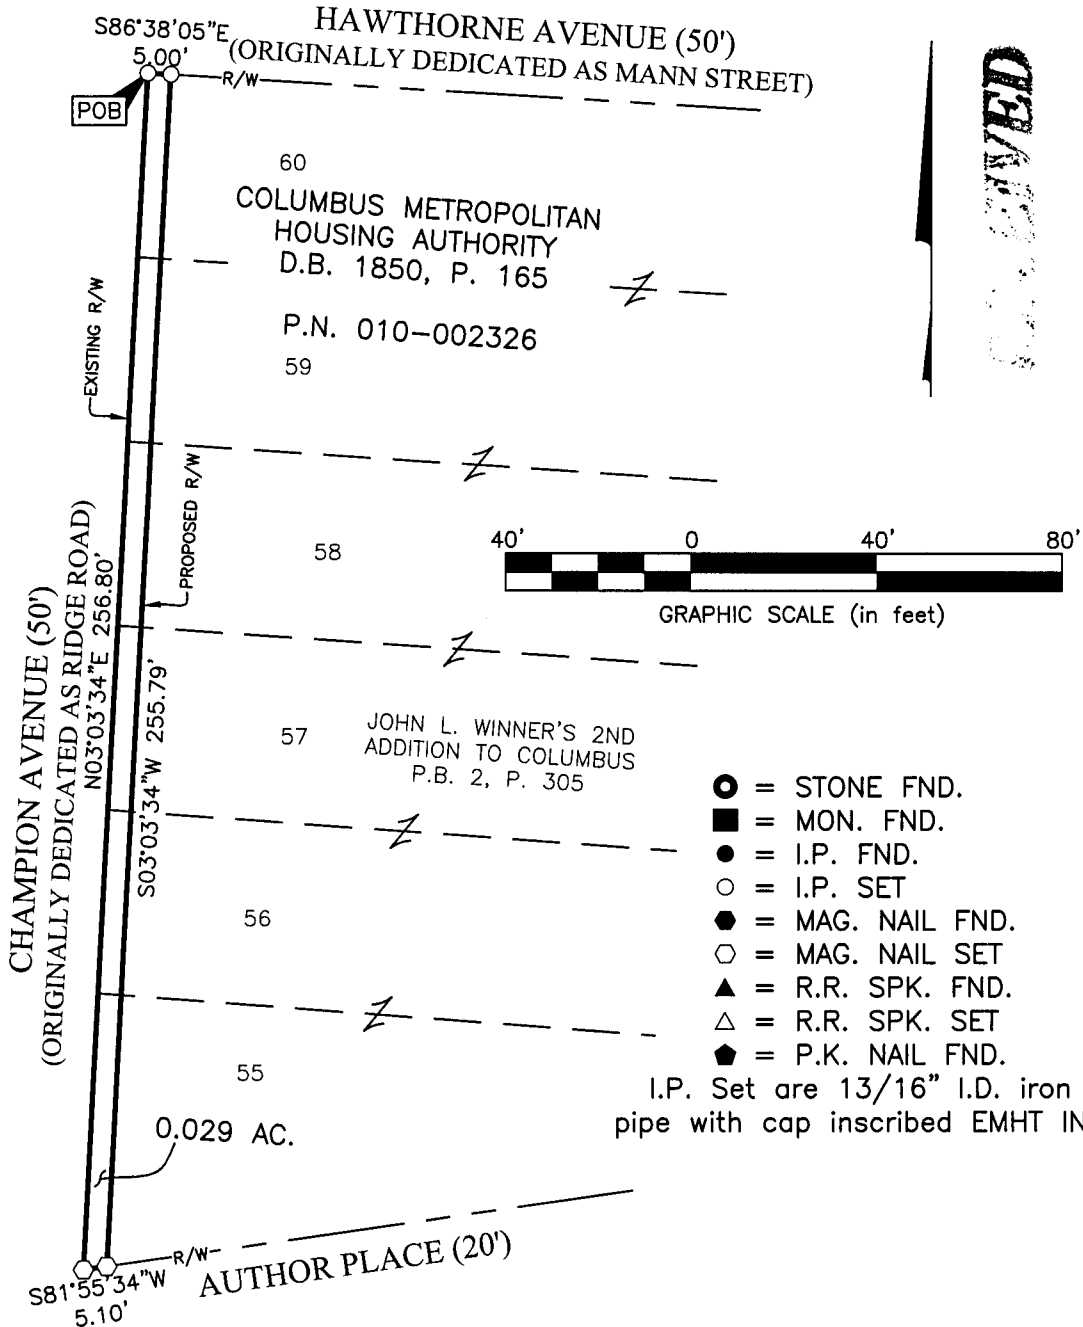 HAWTHORNE AVENUE (50')
(ORIGINALLY DEDICATED AS MANN STREET)
S86°38'05"E
5.00'
R/W
POB
60
COLUMBUS METROPOLITAN
HOUSING AUTHORITY
D.B. 1850, P. 165
P.N. 010-002326
59
EXISTING R/W
PROPOSED R/W
58
40' 0 40' 80'
GRAPHIC SCALE (in feet)
CHAMPION AVENUE (50')
(ORIGINALLY DEDICATED AS RIDGE ROAD)
N03°03'34"E 256.80'
S03°03'34"W 255.79'
57
JOHN L. WINNER'S 2ND
ADDITION TO COLUMBUS
P.B. 2, P. 305
56
55
0.029 AC.
= STONE FND.
= MON. FND.
= I.P. FND.
= I.P. SET
= MAG. NAIL FND.
= MAG. NAIL SET
= R.R. SPK. FND.
= R.R. SPK. SET
= P.K. NAIL FND.
I.P. Set are 13/16" I.D. iron
pipe with cap inscribed EMHT IN
R/W
AUTHOR PLACE (20')
S81°55'34"W
5.10'